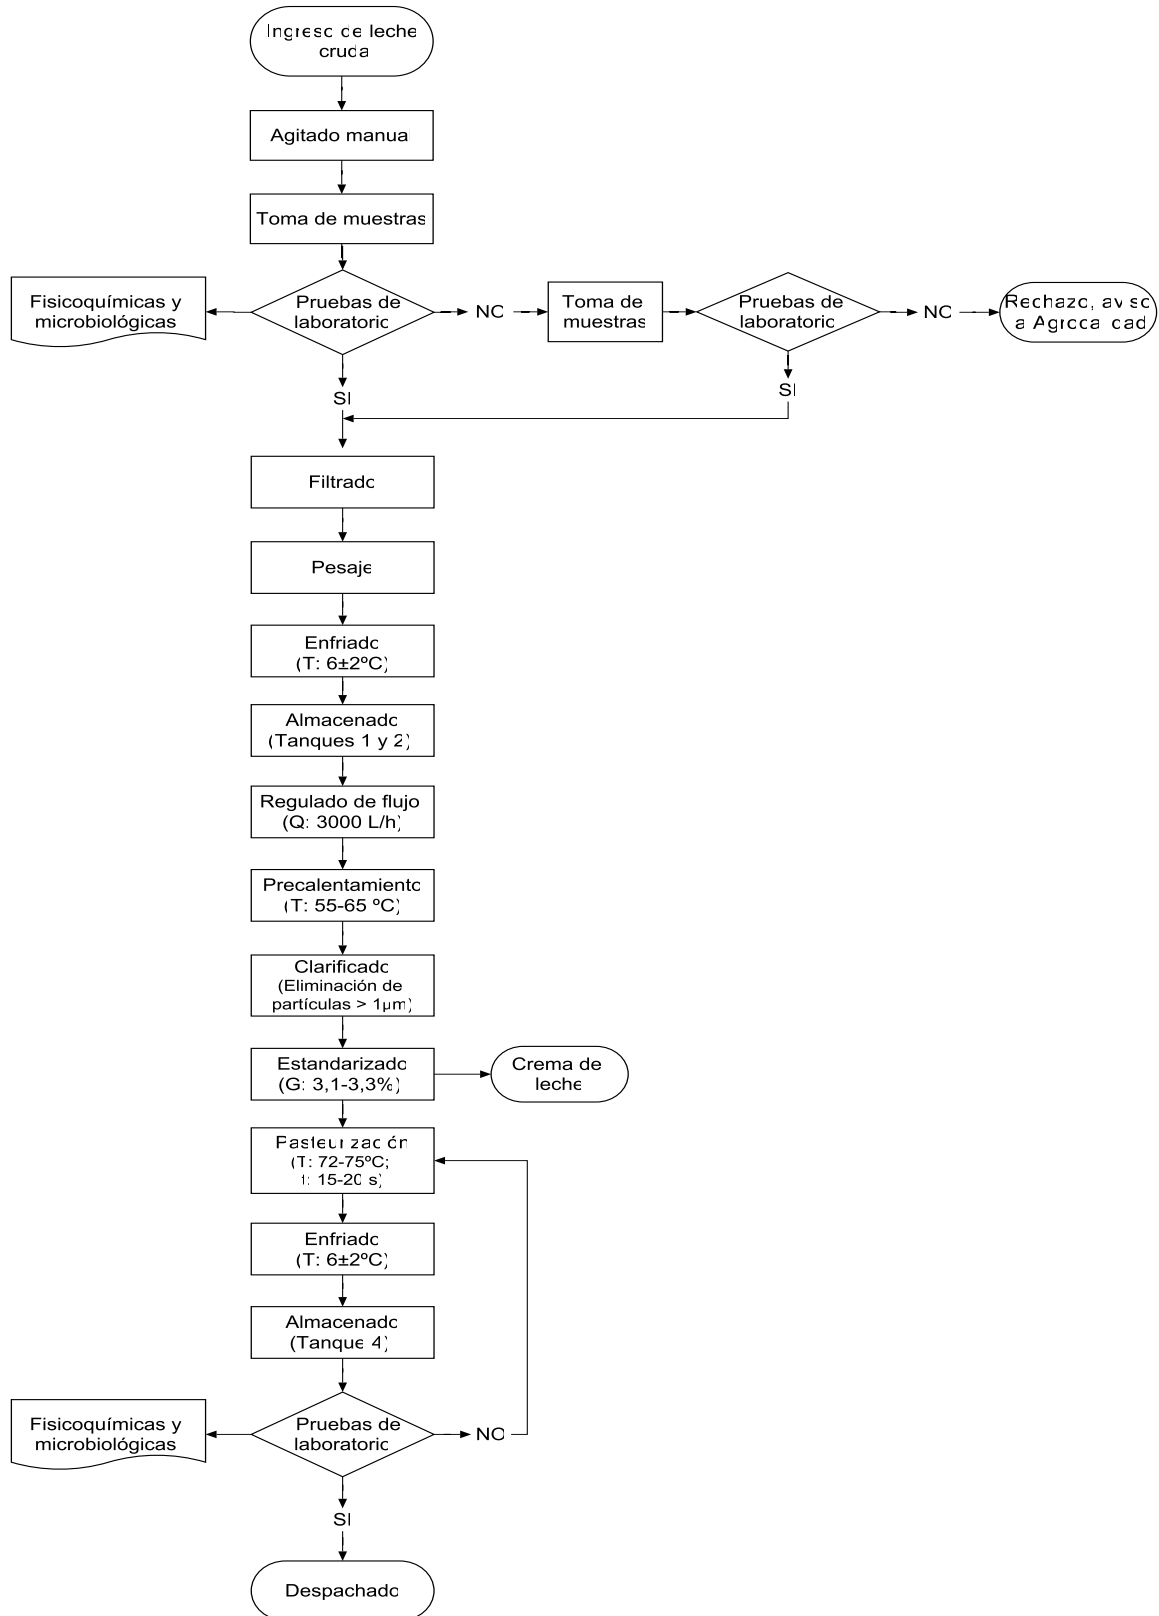 Ingreso de leche
cruda
Agitado manual
Toma de muestras
Fisicoquímicas y
microbiológicas
Pruebas de
laboratorio
NO
Toma de
muestras
Pruebas de
laboratorio
NO
Rechazo, aviso
a Agrocalidad
SI
SI
Filtrado
Pesaje
Enfriado
(T: 6±2ºC)
Almacenado
(Tanques 1 y 2)
Regulado de flujo
(Q: 3000 L/h)
Precalentamiento
(T: 55-65 ºC)
Clarificado
(Eliminación de
partículas > 1µm)
Estandarizado
(G: 3,1-3,3%)
Crema de
leche
Pasteurización
(T: 72-75ºC;
t: 15-20 s)
Enfriado
(T: 6±2ºC)
Almacenado
(Tanque 4)
Fisicoquímicas y
microbiológicas
Pruebas de
laboratorio
NO
SI
Despachado